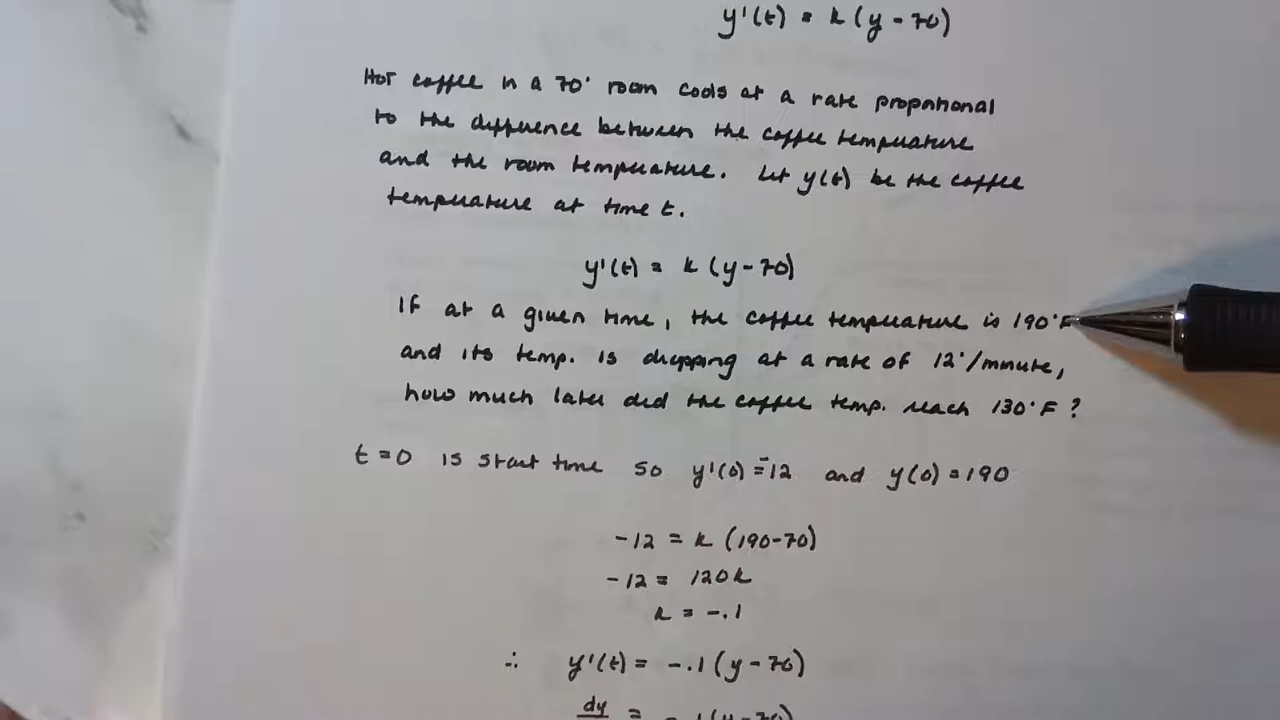 y'(t) = k (y - 70)
Hot coffee in a 70° room cools at a rate proportional
to the difference between the coffee temperature
and the room temperature. Let y(t) be the coffee
temperature at time t.
y'(t) = k (y - 70)
If at a given time, the coffee temperature is 190°F
and its temp. is dropping at a rate of 12°/minute,
how much later did the coffee temp. reach 130°F ?
t = 0 is start time so y'(0) = -12 and y(0) = 190
-12 = k (190-70)
-12 = 120k
k = -.1
∴ y'(t) = -.1 (y - 70)
dy
= -.1 (y-70)